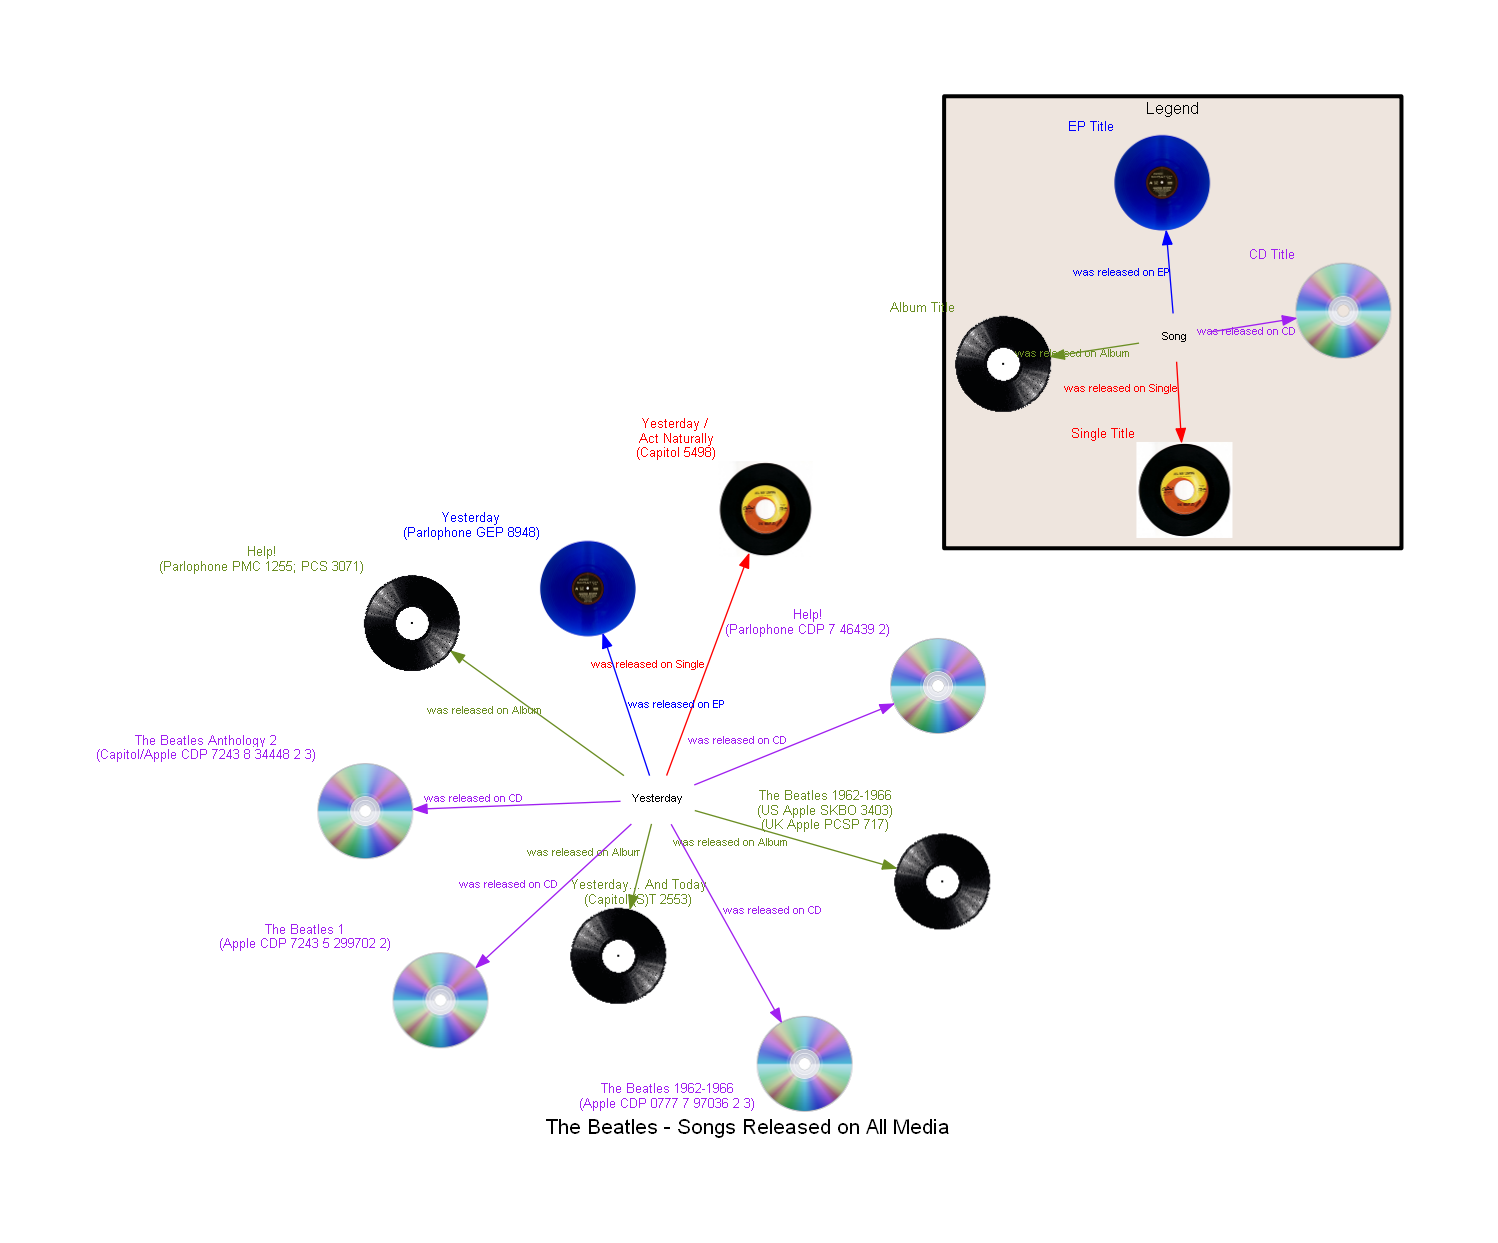 Legend
EP Title
was released on EP
CD Title
was released on CD
Album Title
was released on Album
Song
was released on Single
Single Title
Yesterday /
Act Naturally
(Capitol 5498)
Yesterday
(Parlophone GEP 8948)
Help!
(Parlophone PMC 1255; PCS 3071)
Help!
(Parlophone CDP 7 46439 2)
was released on Single
was released on EP
was released on Album
was released on CD
The Beatles Anthology 2
(Capitol/Apple CDP 7243 8 34448 2 3)
was released on CD
Yesterday
The Beatles 1962-1966
(US Apple SKBO 3403)
(UK Apple PCSP 717)
was released on Album
was released on Album
was released on CD
Yesterday... And Today
(Capitol (S)T 2553)
was released on CD
The Beatles 1
(Apple CDP 7243 5 299702 2)
The Beatles 1962-1966
(Apple CDP 0777 7 97036 2 3)
The Beatles - Songs Released on All Media